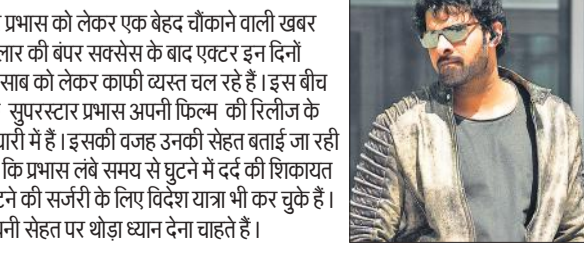 प्रभास को लेकर एक बेहद चौंकाने वाली खबर
की बंपर सक्सेस के बाद एक्टर इन दिनों
साब को लेकर काफी व्यस्त चल रहे हैं । इस बीच
सुपरस्टार प्रभास अपनी फिल्म की रिलीज के
में हैं । इसकी वजह उनकी सेहत बताई जा रही
कि प्रभास लंबे समय से घुटने में दर्द की शिकायत
की सर्जरी के लिए विदेश यात्रा भी कर चुके हैं ।
सेहत पर थोड़ा ध्यान देना चाहते हैं ।